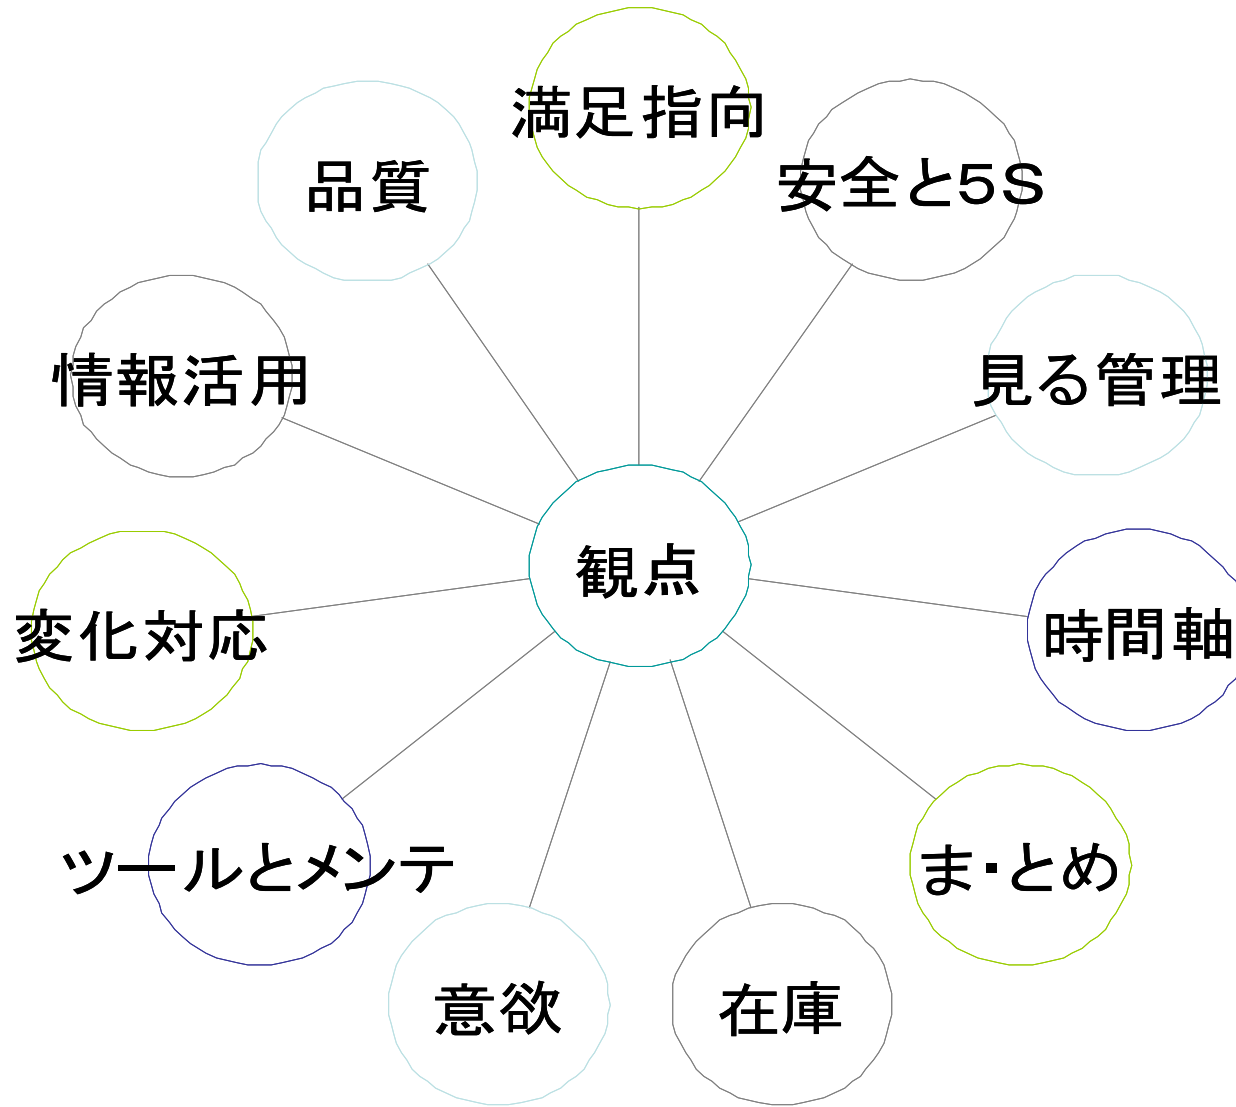 満足指向
品質
安全と5S
情報活用
見る管理
観点
変化対応
時間軸
ツールとメンテ
ま・とめ
意欲
在庫